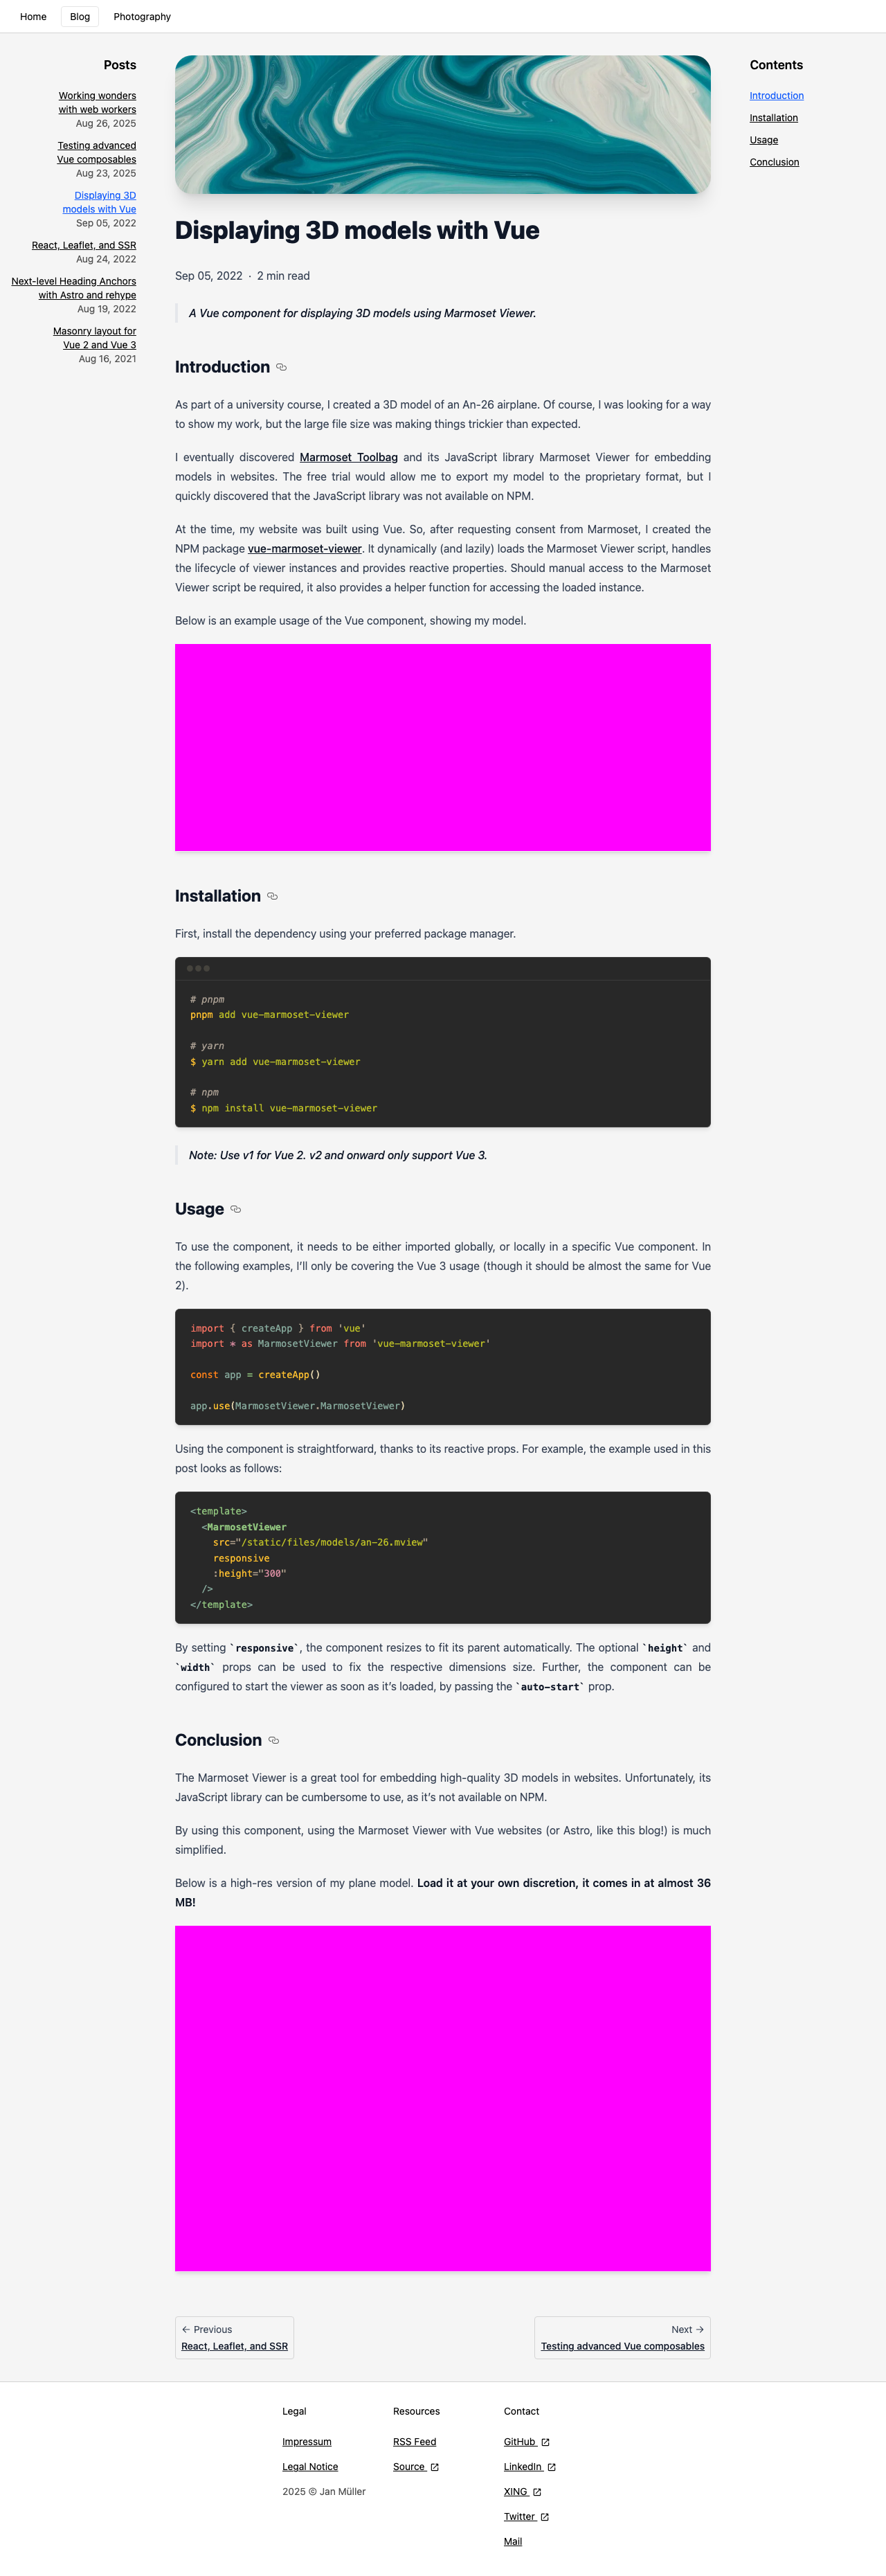 Home Blog Photography
Posts
Working wonders
with web workers
Aug 26, 2025
Testing advanced
Vue composables
Aug 23, 2025
Displaying 3D
models with Vue
Sep 05, 2022
React, Leaflet, and SSR
Aug 24, 2022
Next-level Heading Anchors
with Astro and rehype
Aug 19, 2022
Masonry layout for
Vue 2 and Vue 3
Aug 16, 2021
Displaying 3D models with Vue
Sep 05, 2022 · 2 min read
A Vue component for displaying 3D models using Marmoset Viewer.
Introduction
As part of a university course, I created a 3D model of an An-26 airplane. Of course, I was looking for a way
to show my work, but the large file size was making things trickier than expected.
I eventually discovered Marmoset Toolbag and its JavaScript library Marmoset Viewer for embedding
models in websites. The free trial would allow me to export my model to the proprietary format, but I
quickly discovered that the JavaScript library was not available on NPM.
At the time, my website was built using Vue. So, after requesting consent from Marmoset, I created the
NPM package vue-marmoset-viewer. It dynamically (and lazily) loads the Marmoset Viewer script, handles
the lifecycle of viewer instances and provides reactive properties. Should manual access to the Marmoset
Viewer script be required, it also provides a helper function for accessing the loaded instance.
Below is an example usage of the Vue component, showing my model.
Installation
First, install the dependency using your preferred package manager.
# pnpm
pnpm add vue-marmoset-viewer
# yarn
$ yarn add vue-marmoset-viewer
# npm
$ npm install vue-marmoset-viewer
Note: Use v1 for Vue 2. v2 and onward only support Vue 3.
Usage
To use the component, it needs to be either imported globally, or locally in a specific Vue component. In
the following examples, I’ll only be covering the Vue 3 usage (though it should be almost the same for Vue
2).
import { createApp } from 'vue'
import * as MarmosetViewer from 'vue-marmoset-viewer'
const app = createApp()
app.use(MarmosetViewer.MarmosetViewer)
Using the component is straightforward, thanks to its reactive props. For example, the example used in this
post looks as follows:
<template>
<MarmosetViewer
src="/static/files/models/an-26.mview"
responsive
:height="300"
/>
</template>
By setting `responsive`, the component resizes to fit its parent automatically. The optional `height` and
`width` props can be used to fix the respective dimensions size. Further, the component can be
configured to start the viewer as soon as it’s loaded, by passing the `auto-start` prop.
Conclusion
The Marmoset Viewer is a great tool for embedding high-quality 3D models in websites. Unfortunately, its
JavaScript library can be cumbersome to use, as it’s not available on NPM.
By using this component, using the Marmoset Viewer with Vue websites (or Astro, like this blog!) is much
simplified.
Below is a high-res version of my plane model. Load it at your own discretion, it comes in at almost 36
MB!
← Previous
React, Leaflet, and SSR
Next →
Testing advanced Vue composables
Contents
Introduction
Installation
Usage
Conclusion
Legal
Impressum
Legal Notice
2025 © Jan Müller
Resources
RSS Feed
Source
Contact
GitHub
LinkedIn
XING
Twitter
Mail